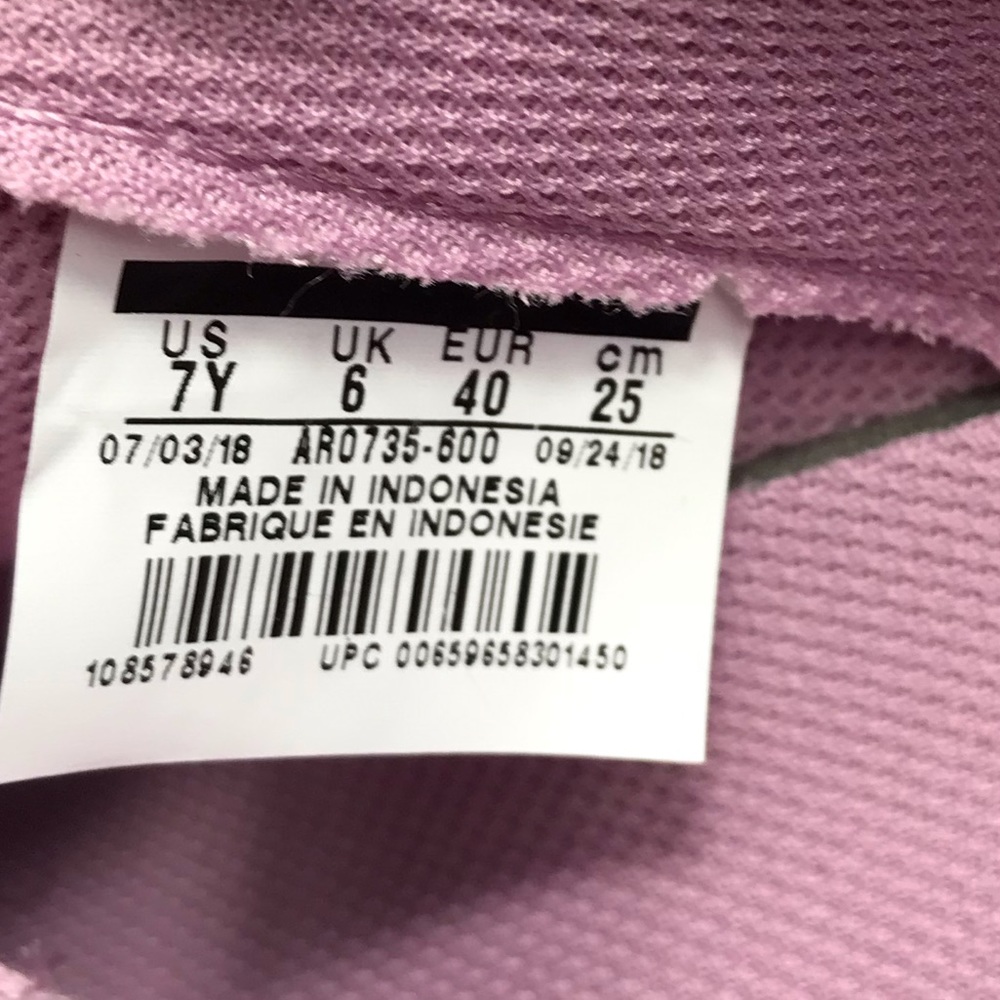 US UK EUR cm
7Y 6 40 25
07/03/18 AR0735-600 09/24/18
MADE IN INDONESIA
FABRIQUE EN INDONESIE
108578946 UPC 00659658301450